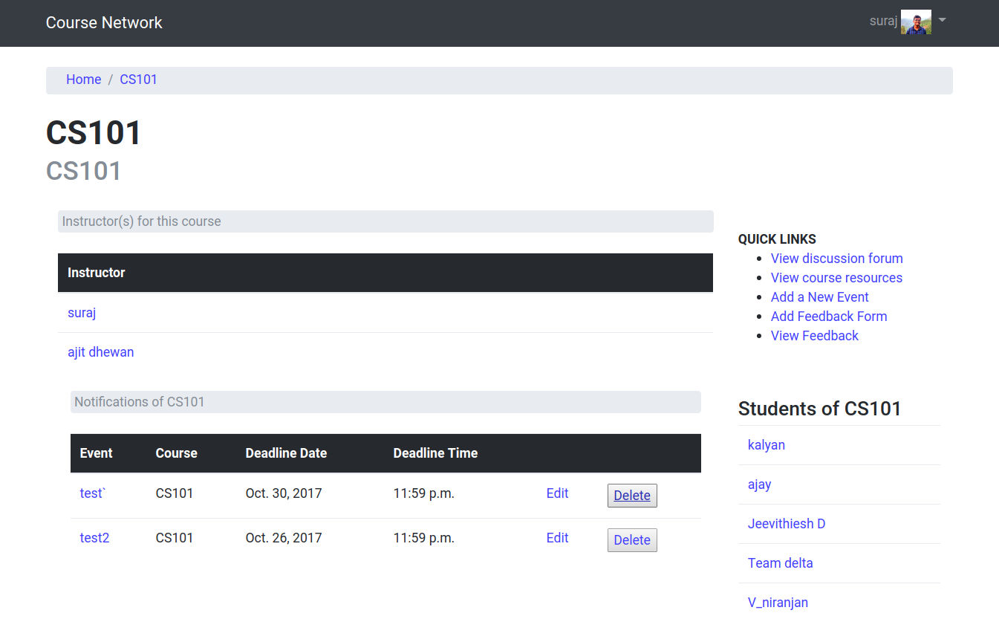 Course Network
suraj
Home / CS101
CS101
CS101
Instructor(s) for this course
Instructor
suraj
ajit dhewan
Notifications of CS101
Event Course Deadline Date Deadline Time
test` CS101 Oct. 30, 2017 11:59 p.m. Edit Delete
test2 CS101 Oct. 26, 2017 11:59 p.m. Edit Delete
QUICK LINKS
View discussion forum
View course resources
Add a New Event
Add Feedback Form
View Feedback
Students of CS101
kalyan
ajay
Jeevithiesh D
Team delta
V_niranjan